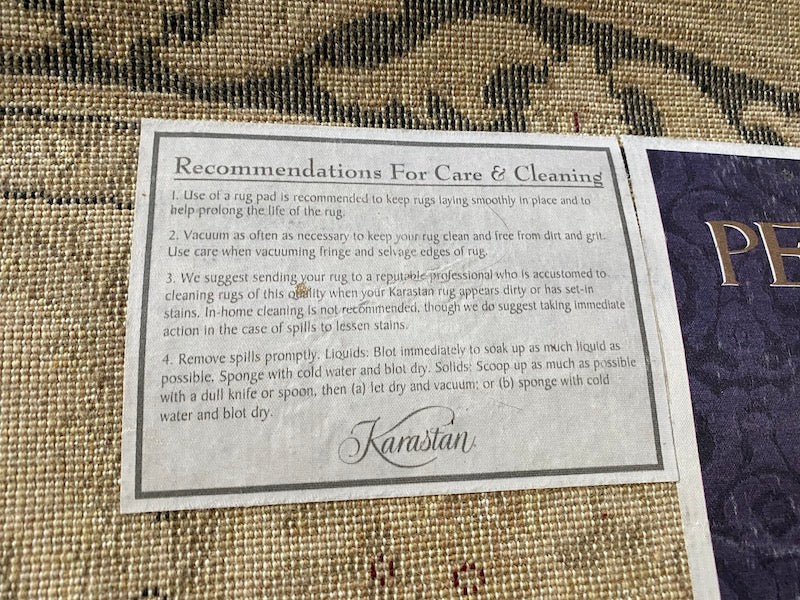 Recommendations For Care & Cleaning
1. Use of a rug pad is recommended to keep rugs laying smoothly in place and to
help prolong the life of the rug.
2. Vacuum as often as necessary to keep your rug clean and free from dirt and grit.
Use care when vacuuming fringe and selvage edges of rug.
3. We suggest sending your rug to a reputable professional who is accustomed to
cleaning rugs of this quality when your Karastan rug appears dirty or has set-in
stains. In-home cleaning is not recommended, though we do suggest taking immediate
action in the case of spills to lessen stains.
4. Remove spills promptly. Liquids: Blot immediately to soak up as much liquid as
possible. Sponge with cold water and blot dry. Solids: Scoop up as much as possible
with a dull knife or spoon, then (a) let dry and vacuum; or (b) sponge with cold
water and blot dry.
Karastan